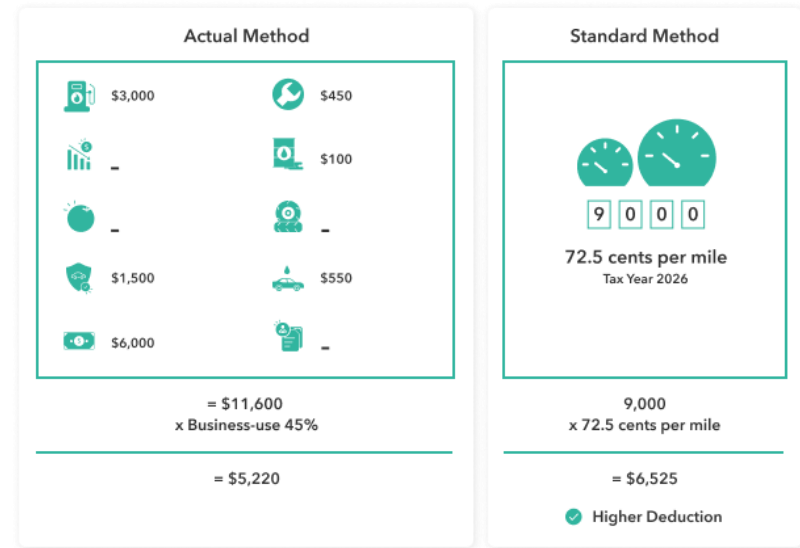 Actual Method
$3,000
$450
–
$100
–
–
$1,500
$550
$6,000
–
= $11,600
x Business-use 45%
= $5,220
Standard Method
9 0 0 0
72.5 cents per mile
Tax Year 2026
9,000
x 72.5 cents per mile
= $6,525
Higher Deduction